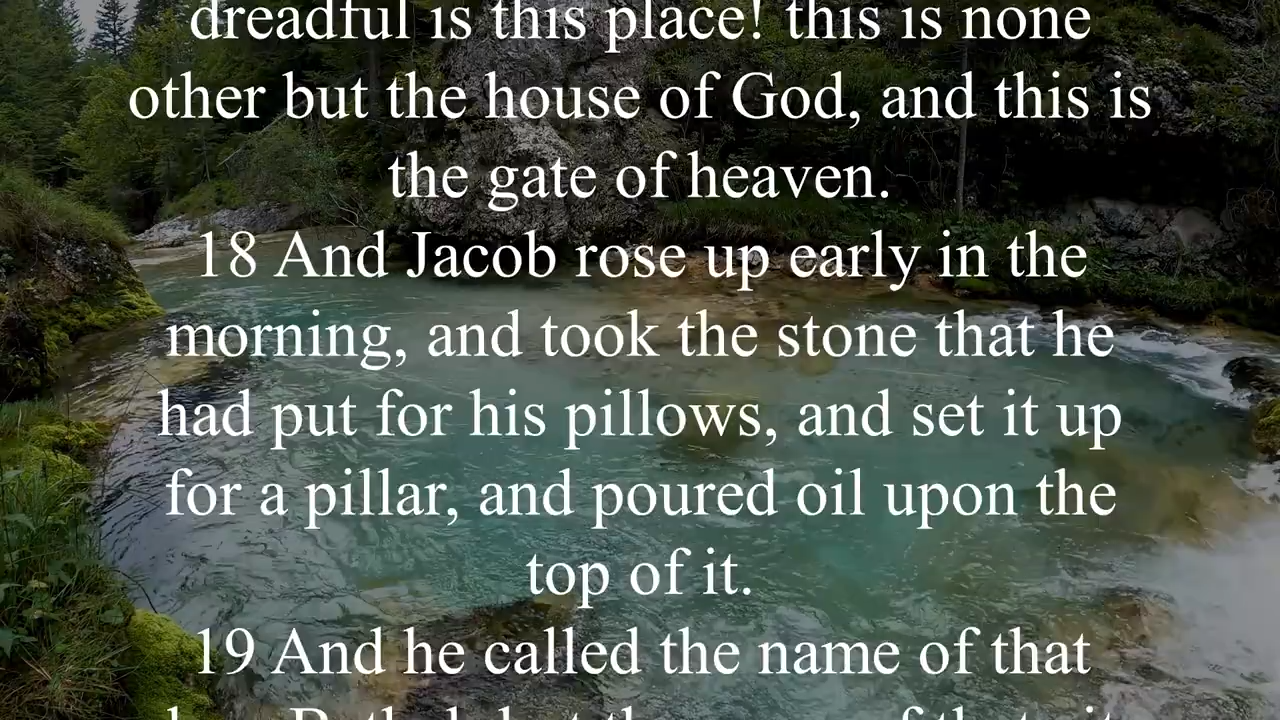 dreadful is this place! this is none
other but the house of God, and this is
the gate of heaven.
18 And Jacob rose up early in the
morning, and took the stone that he
had put for his pillows, and set it up
for a pillar, and poured oil upon the
top of it.
19 And he called the name of that